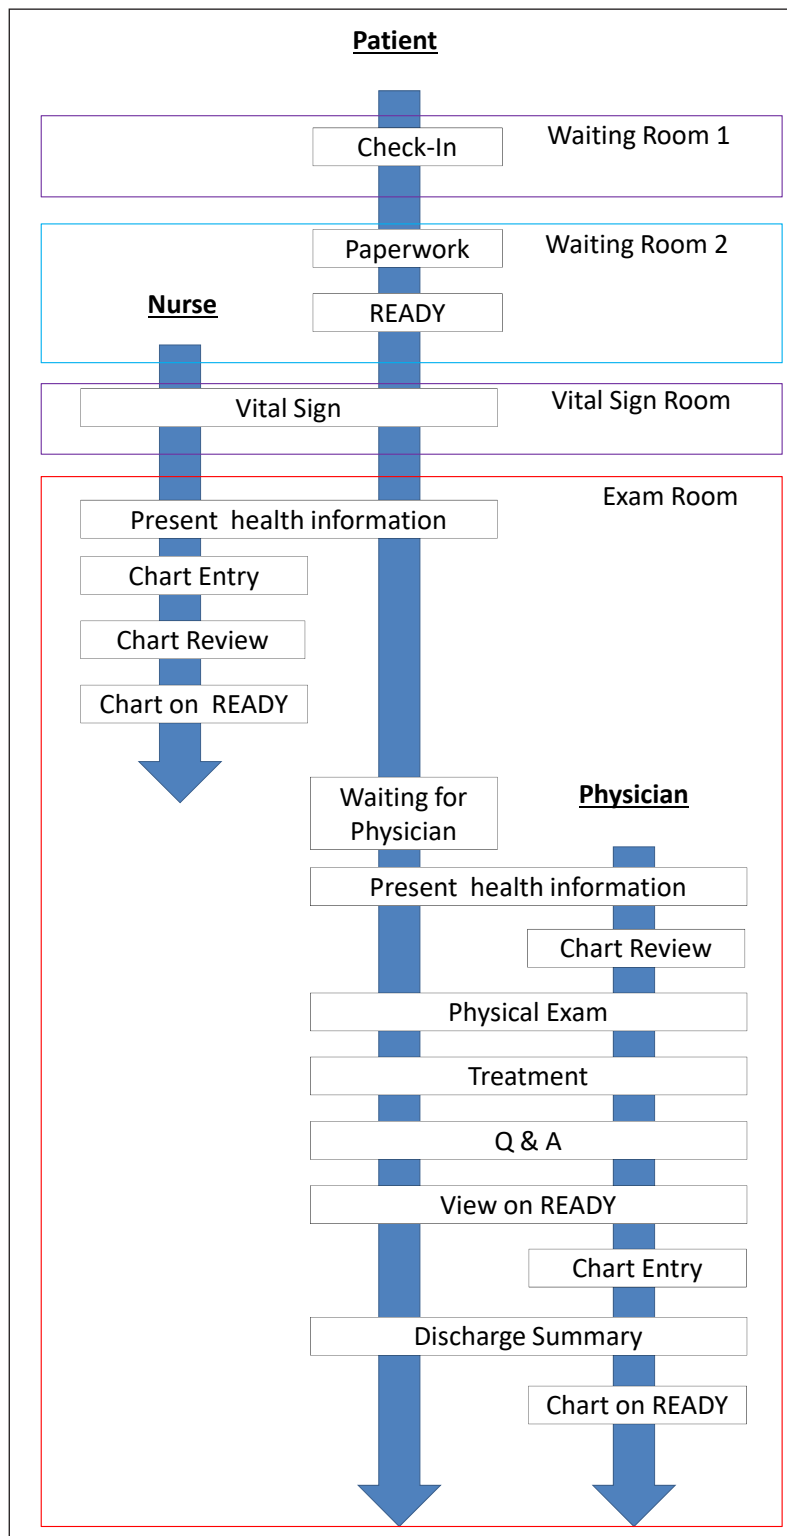 Patient
Waiting Room 1
Check-In
Waiting Room 2
Paperwork
Nurse
READY
Vital Sign Room
Vital Sign
Exam Room
Present health information
Chart Entry
Chart Review
Chart on READY
Waiting for
Physician
Physician
Present health information
Chart Review
Physical Exam
Treatment
Q & A
View on READY
Chart Entry
Discharge Summary
Chart on READY